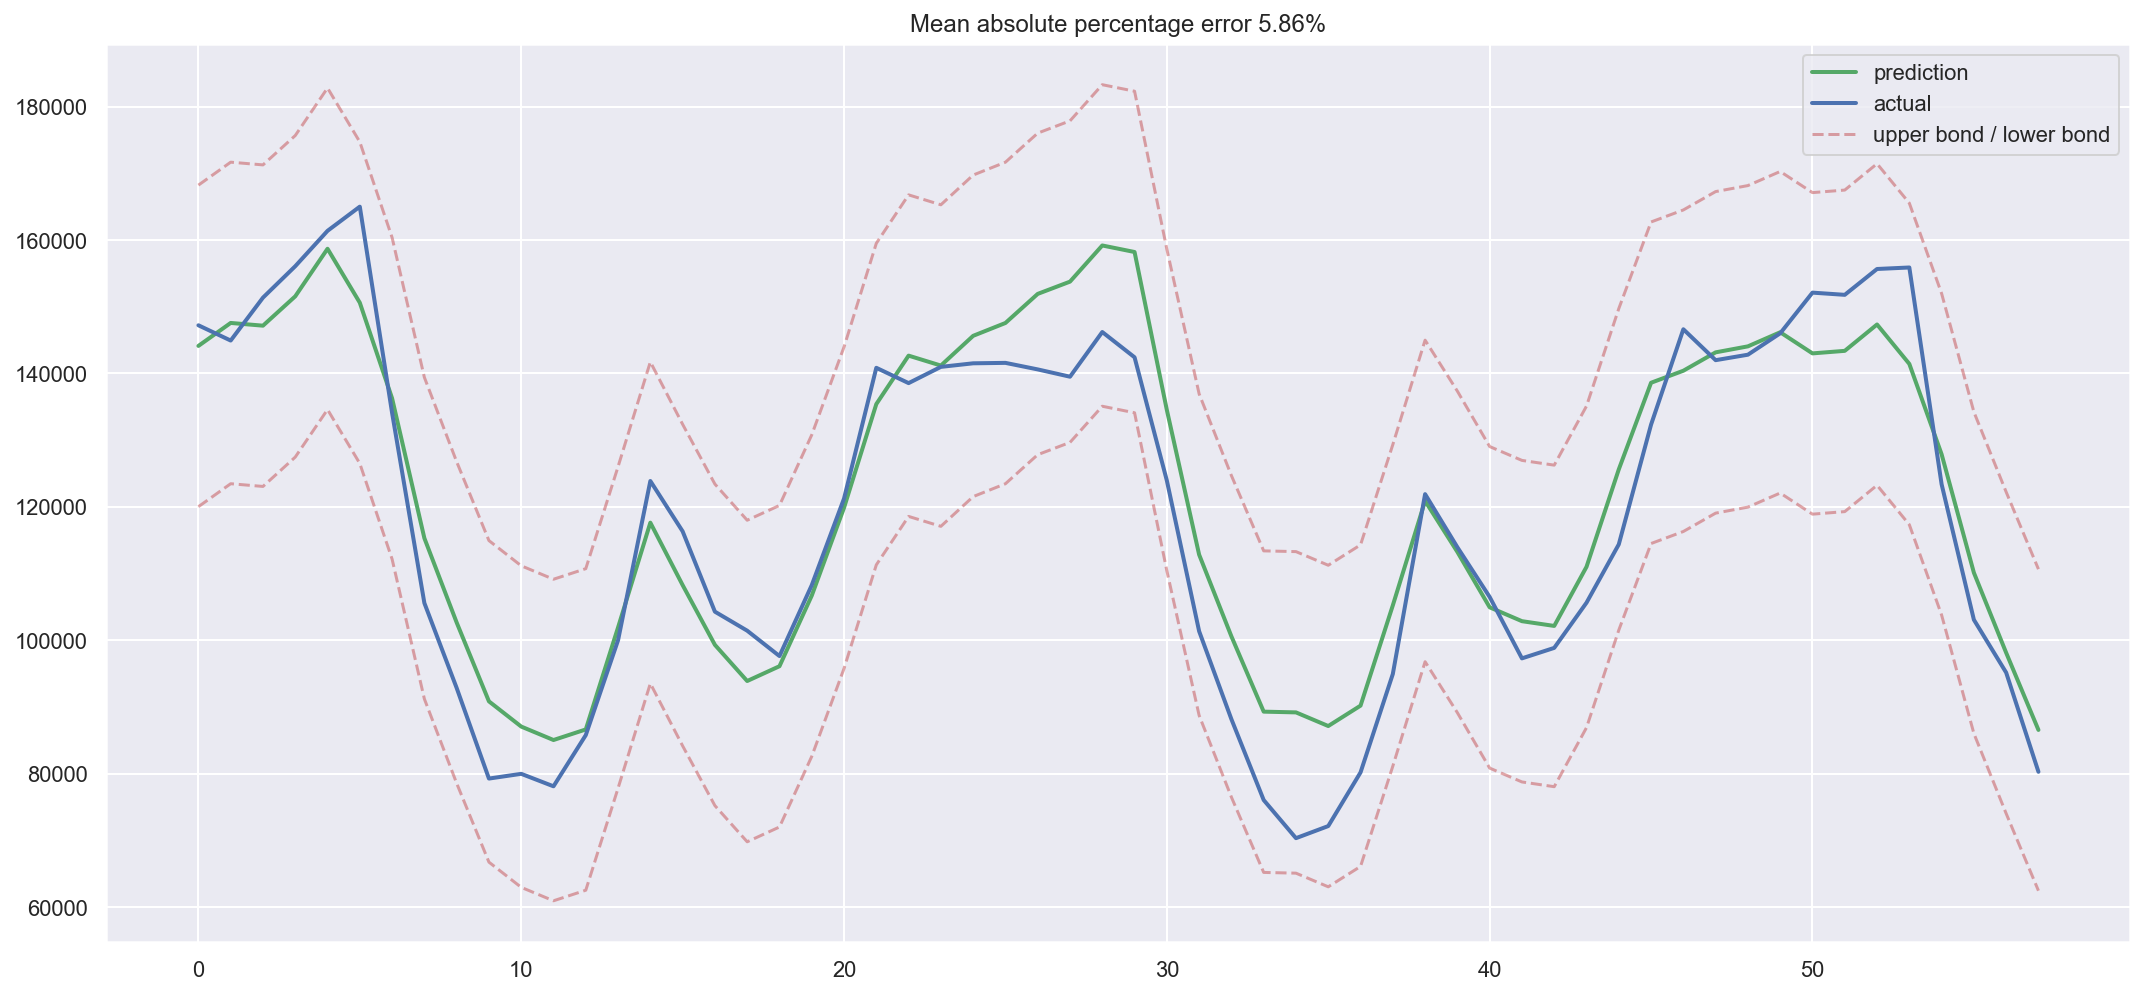 Mean absolute percentage error 5.86%
prediction
actual
upper bond / lower bond
180000
160000
140000
120000
100000
80000
60000
0 10 20 30 40 50